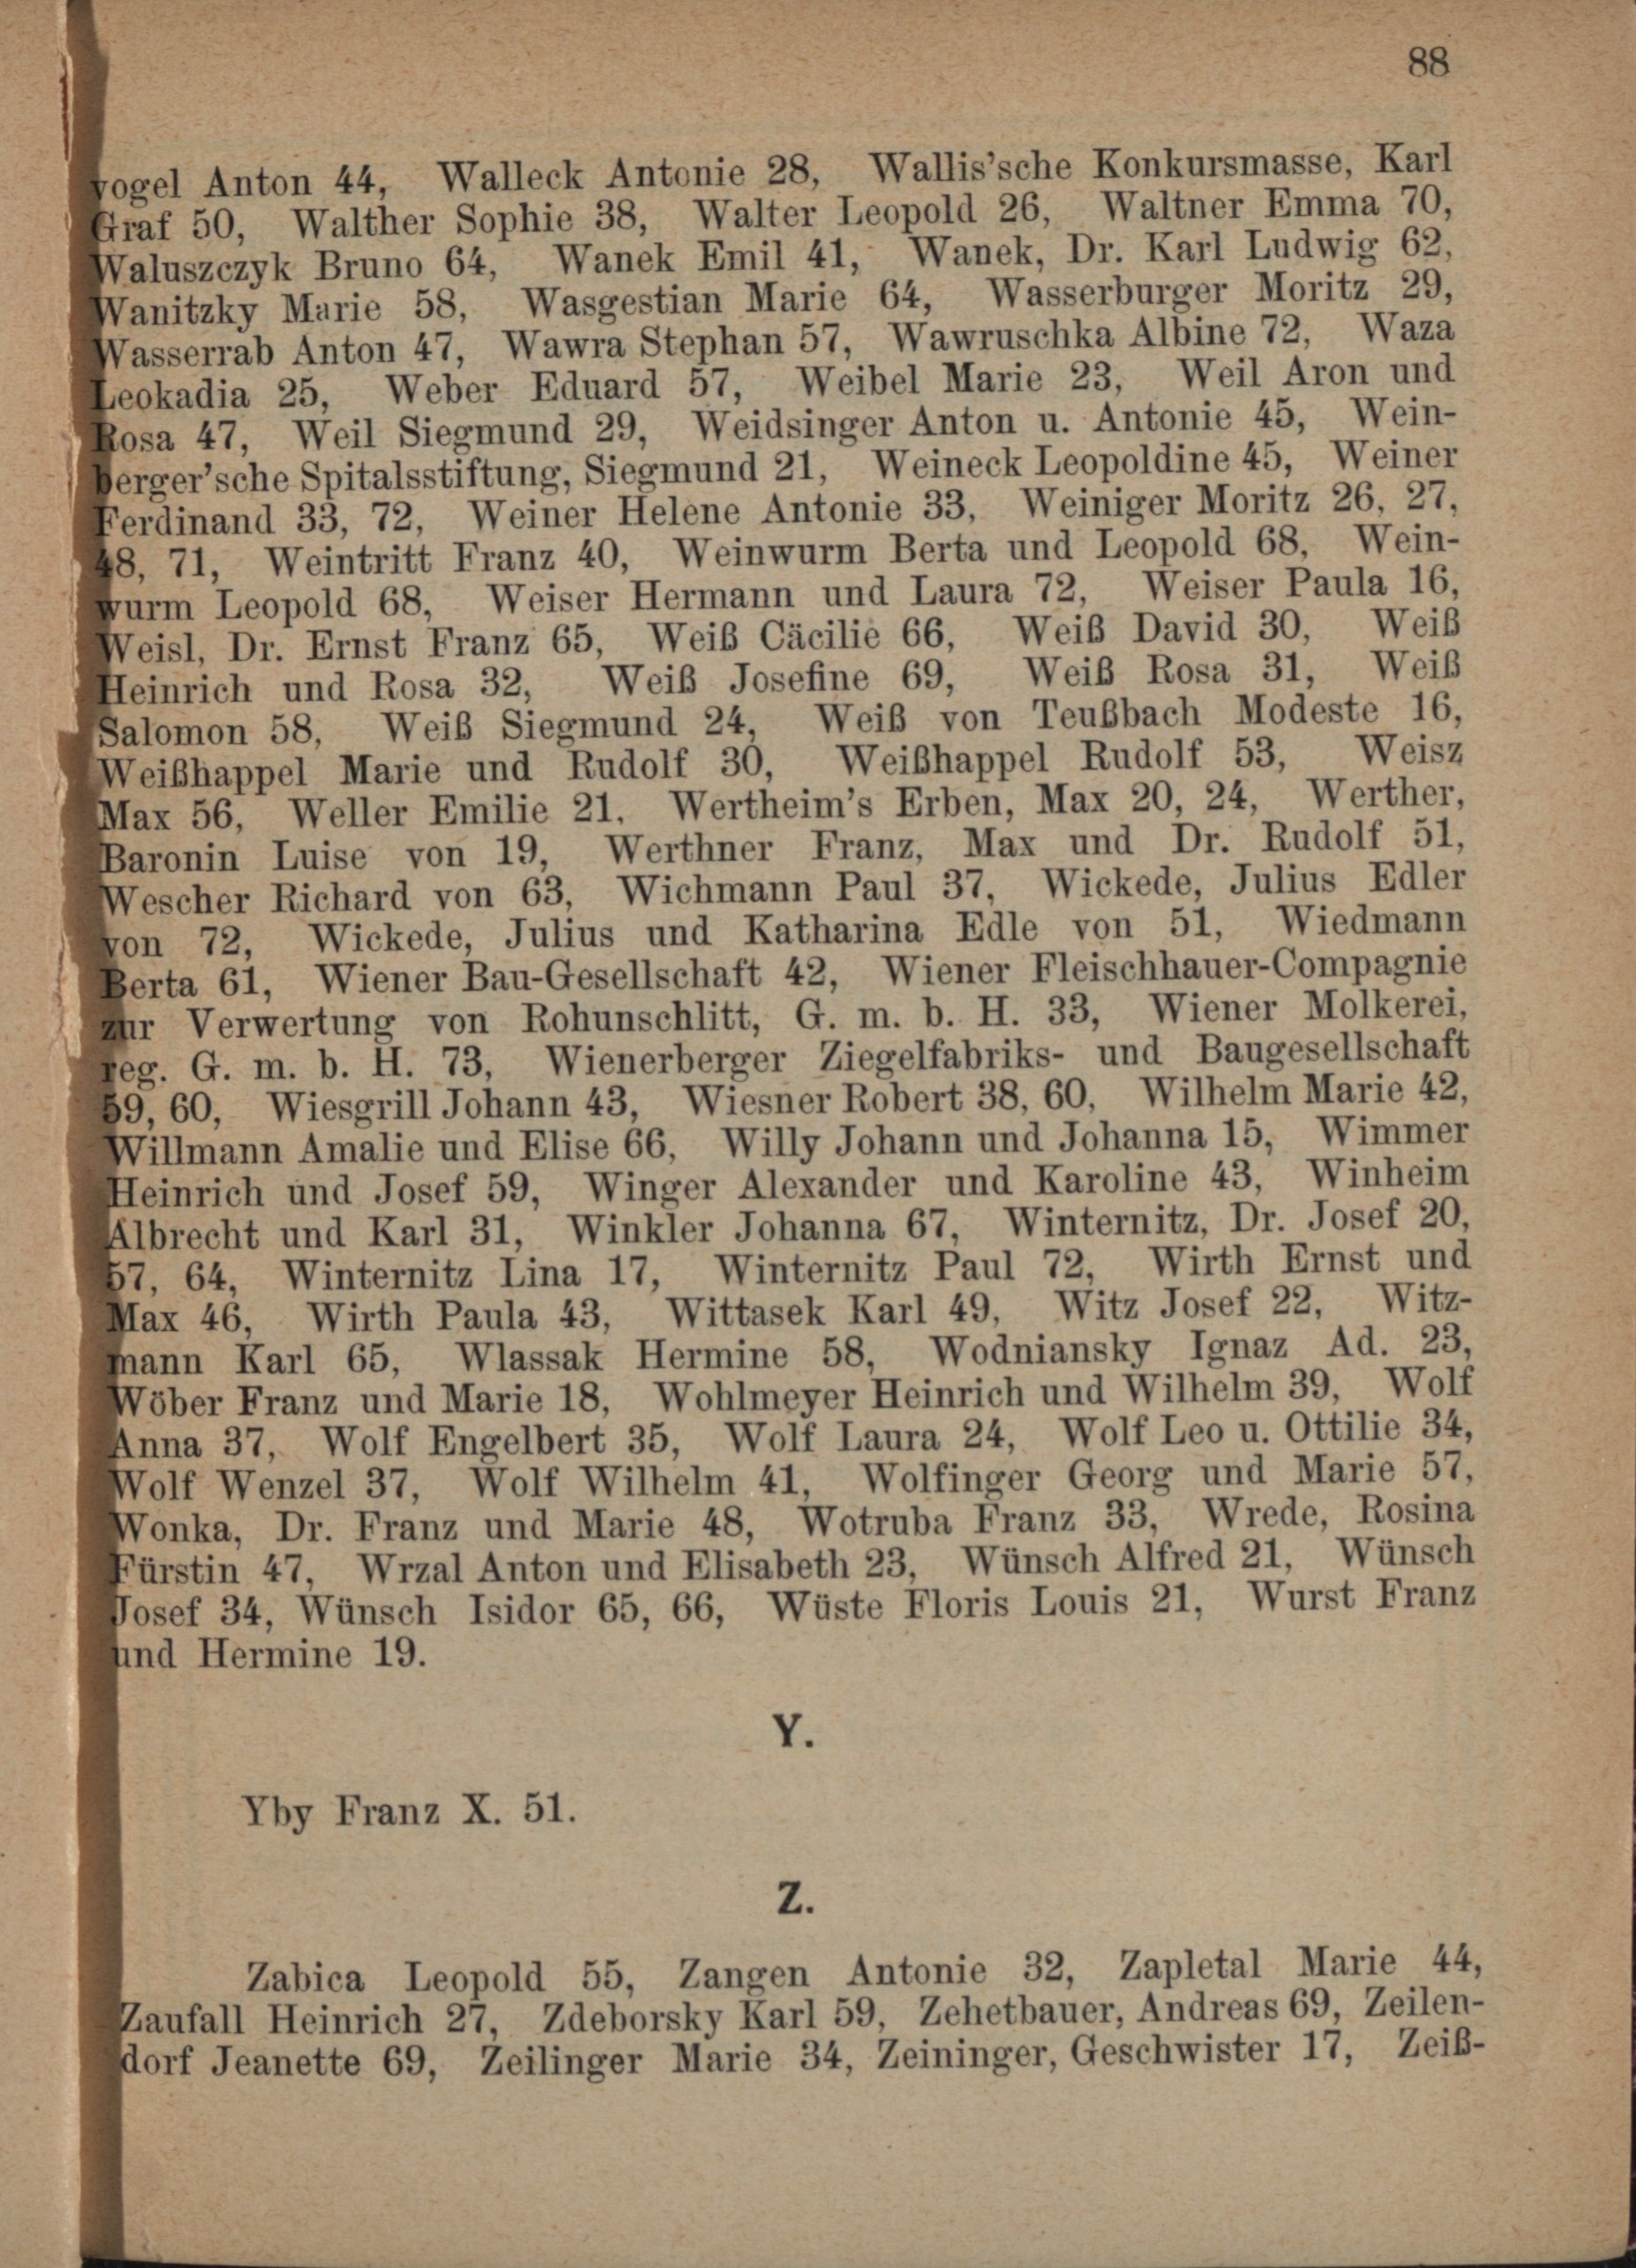 88
vogel Anton 44, Walleck Antonie 28, Wallis'sche Konkursmasse, Karl
Graf 50, Walther Sophie 38, Walter Leopold 26, Waltner Emma 70,
Waluszczyk Bruno 64, Wanek Emil 41, Wanek, Dr. Karl Ludwig 62,
Wanitzky Marie 58, Wasgestian Marie 64, Wasserburger Moritz 29,
Wasserrab Anton 47, Wawra Stephan 57, Wawruschka Albine 72, Waza
Leokadia 25, Weber Eduard 57, Weibel Marie 23, Weil Aron und
Rosa 47, Weil Siegmund 29, Weidsinger Anton u. Antonie 45, Wein-
berger'sche Spitalsstiftung, Siegmund 21, Weineck Leopoldine 45, Weiner
Ferdinand 33, 72, Weiner Helene Antonie 33, Weiniger Moritz 26, 27,
48, 71, Weintritt Franz 40, Weinwurm Berta und Leopold 68, Wein-
wurm Leopold 68, Weiser Hermann und Laura 72, Weiser Paula 16,
Weisl, Dr. Ernst Franz 65, Weiß Cäcilie 66, Weiß David 30, Weiß
Heinrich und Rosa 32, Weiß Josefine 69, Weiß Rosa 31, Weiß
Salomon 58, Weiß Siegmund 24, Weiß von Teußbach Modeste 16,
Weißhappel Marie und Rudolf 30, Weißhappel Rudolf 53, Weisz
Max 56, Weller Emilie 21, Wertheim's Erben, Max 20, 24, Werther,
Baronin Luise von 19, Werthner Franz, Max und Dr. Rudolf 51,
Wescher Richard von 63, Wichmann Paul 37, Wickede, Julius Edler
von 72, Wickede, Julius und Katharina Edle von 51, Wiedmann
Berta 61, Wiener Bau-Gesellschaft 42, Wiener Fleischhauer-Compagnie
zur Verwertung von Rohunschlitt, G. m. b. H. 33, Wiener Molkerei,
reg. G. m. b. H. 73, Wienerberger Ziegelfabriks- und Baugesellschaft
59, 60, Wiesgrill Johann 43, Wiesner Robert 38, 60, Wilhelm Marie 42,
Willmann Amalie und Elise 66, Willy Johann und Johanna 15, Wimmer
Heinrich und Josef 59, Winger Alexander und Karoline 43, Winheim
Albrecht und Karl 31, Winkler Johanna 67, Winternitz, Dr. Josef 20,
57, 64, Winternitz Lina 17, Winternitz Paul 72, Wirth Ernst und
Max 46, Wirth Paula 43, Wittasek Karl 49, Witz Josef 22, Witz-
mann Karl 65, Wlassak Hermine 58, Wodniansky Ignaz Ad. 23,
Wöber Franz und Marie 18, Wohlmeyer Heinrich und Wilhelm 39, Wolf
Anna 37, Wolf Engelbert 35, Wolf Laura 24, Wolf Leo u. Ottilie 34,
Wolf Wenzel 37, Wolf Wilhelm 41, Wolfinger Georg und Marie 57,
Wonka, Dr. Franz und Marie 48, Wotruba Franz 33, Wrede, Rosina
Fürstin 47, Wrzal Anton und Elisabeth 23, Wünsch Alfred 21, Wünsch
Josef 34, Wünsch Isidor 65, 66, Wüste Floris Louis 21, Wurst Franz
und Hermine 19.
Y.
Yby Franz X. 51.
Z.
Zabica Leopold 55, Zangen Antonie 32, Zapletal Marie 44,
Zaufall Heinrich 27, Zdeborsky Karl 59, Zehetbauer, Andreas 69, Zeilen-
dorf Jeanette 69, Zeilinger Marie 34, Zeininger, Geschwister 17, Zeiß-